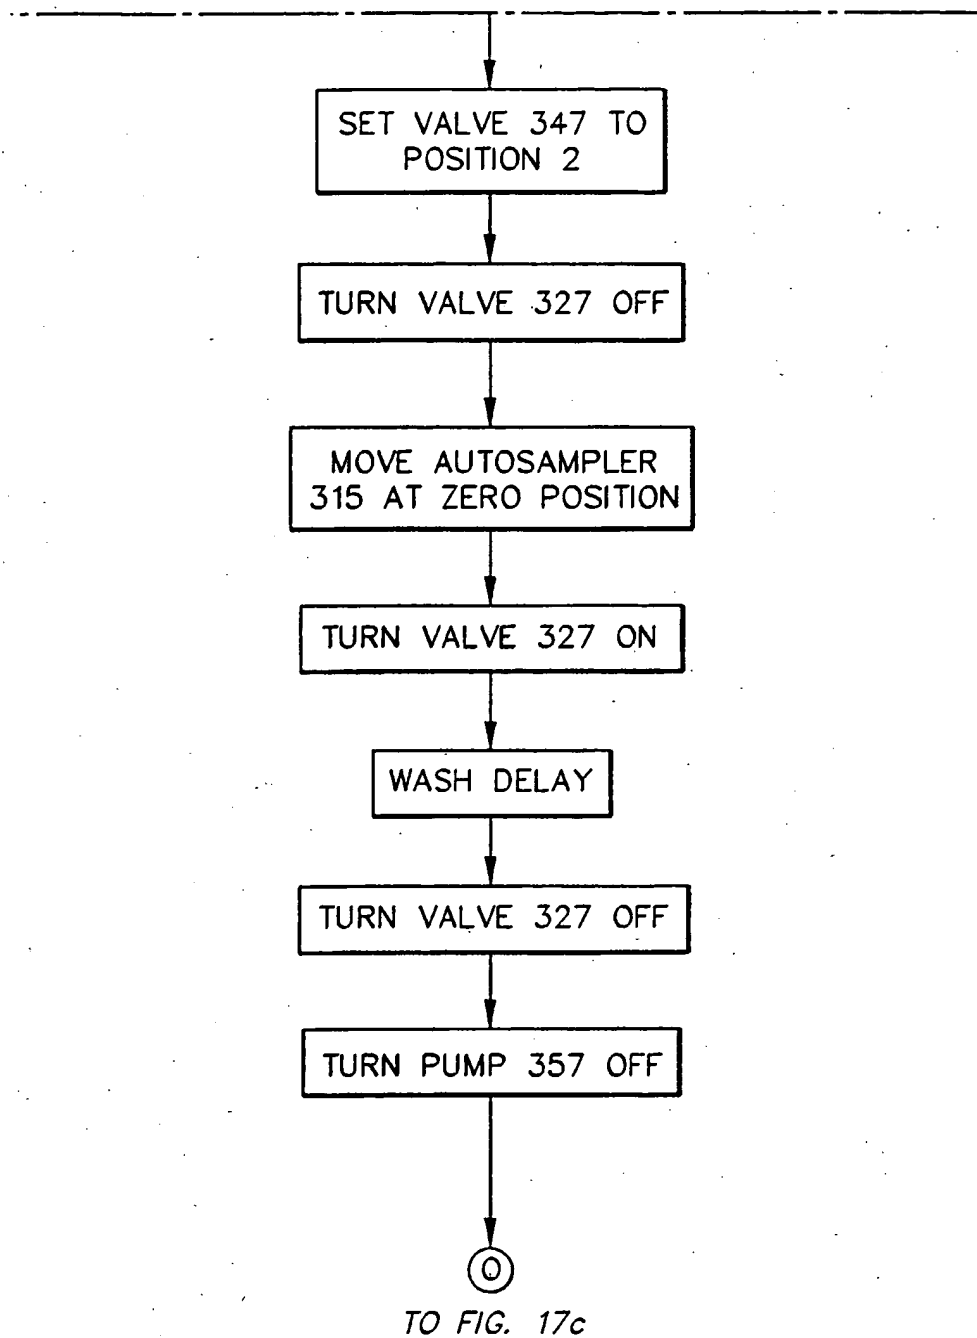 SET VALVE 347 TO
POSITION 2
TURN VALVE 327 OFF
MOVE AUTOSAMPLER
315 AT ZERO POSITION
TURN VALVE 327 ON
WASH DELAY
TURN VALVE 327 OFF
TURN PUMP 357 OFF
O
TO FIG. 17c